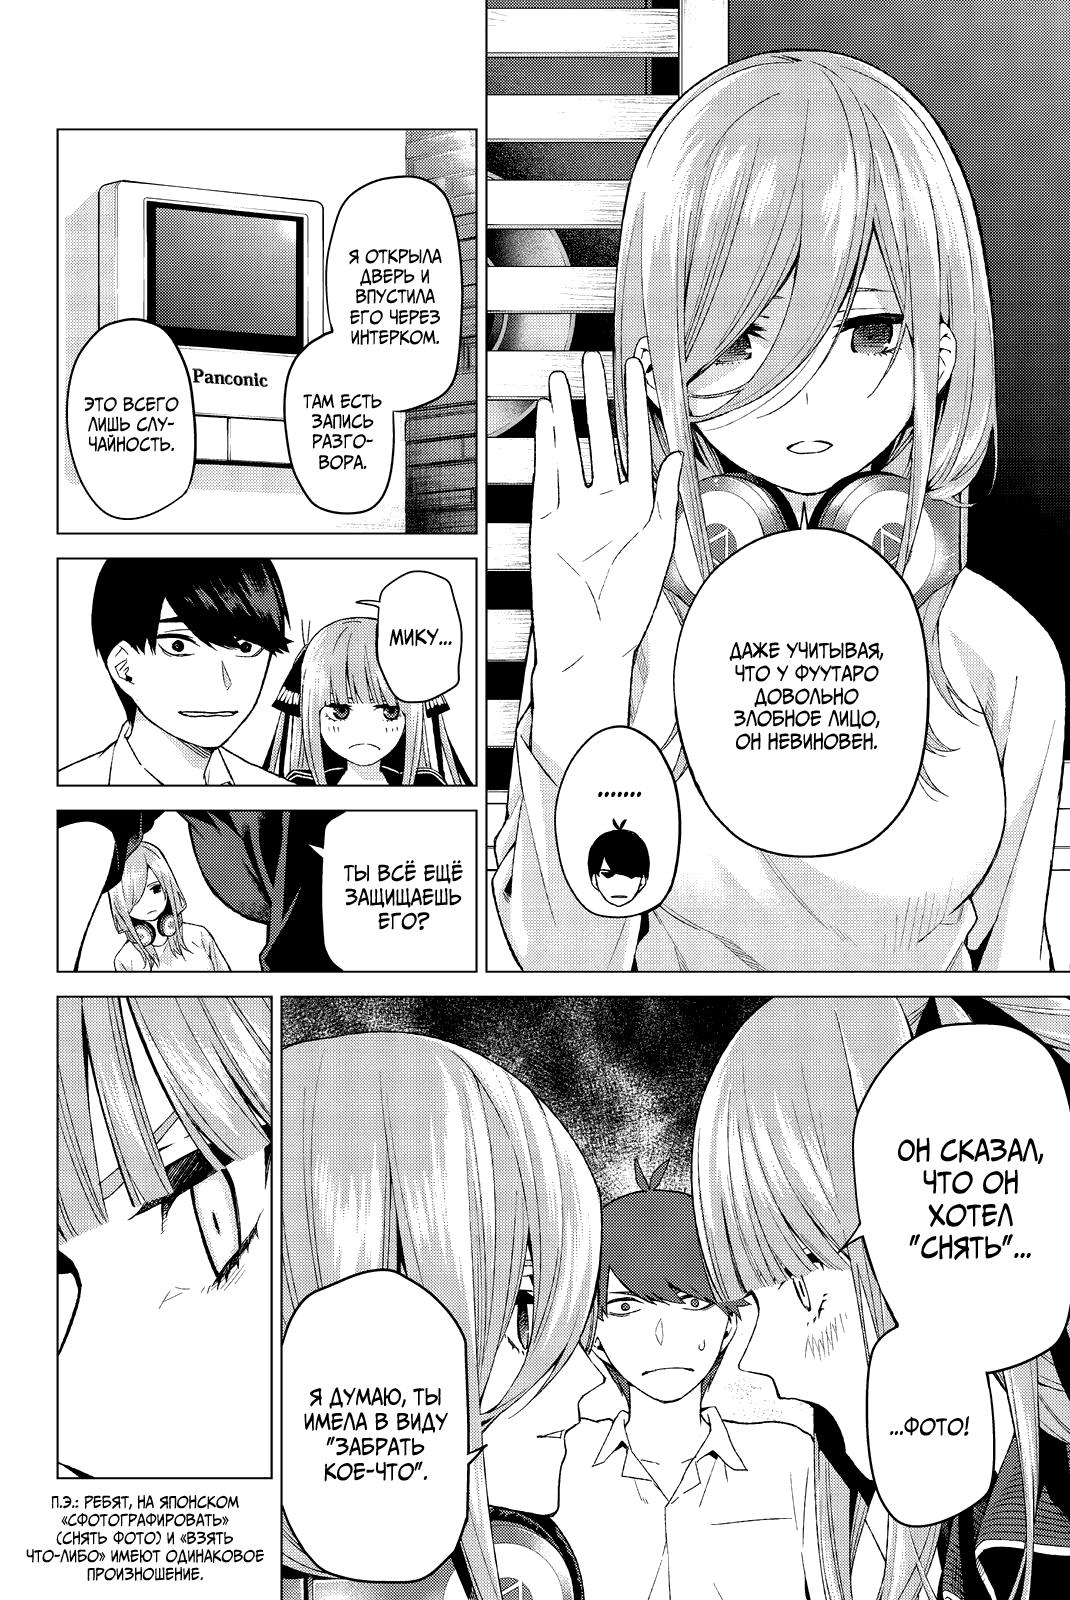 ДАЖЕ УЧИТЫВАЯ,
ЧТО У ФУУТАРО
ДОВОЛЬНО
ЗЛОБНОЕ ЛИЦО,
ОН НЕВИНОВЕН.
........
Я ОТКРЫЛА
ДВЕРЬ И
ВПУСТИЛА
ЕГО ЧЕРЕЗ
ИНТЕРКОМ.
ТАМ ЕСТЬ
ЗАПИСЬ
РАЗГО-
ВОРА.
Panconic
ЭТО ВСЕГО
ЛИШЬ СЛУ-
ЧАЙНОСТЬ.
МИКУ...
ТЫ ВСЁ ЕЩЁ
ЗАЩИЩАЕШЬ
ЕГО?
ОН СКАЗАЛ,
ЧТО ОН
ХОТЕЛ
"СНЯТЬ"...
...ФОТО!
Я ДУМАЮ, ТЫ
ИМЕЛА В ВИДУ
"ЗАБРАТЬ
КОЕ-ЧТО".
П.Э.: РЕБЯТ, НА ЯПОНСКОМ
«СФОТОГРАФИРОВАТЬ»
(СНЯТЬ ФОТО) И «ВЗЯТЬ
ЧТО-ЛИБО» ИМЕЮТ ОДИНАКОВОЕ
ПРОИЗНОШЕНИЕ.